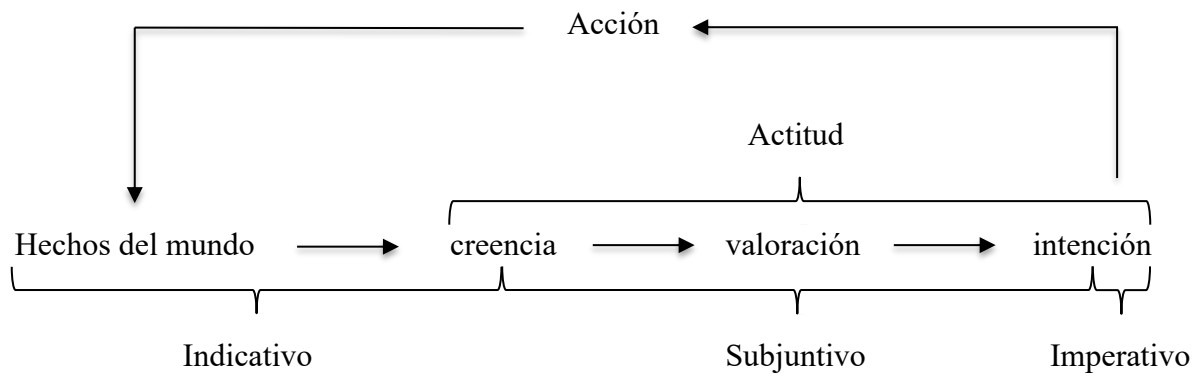 Acción
Actitud
Hechos del mundo creencia valoración intención
Indicativo Subjuntivo Imperativo